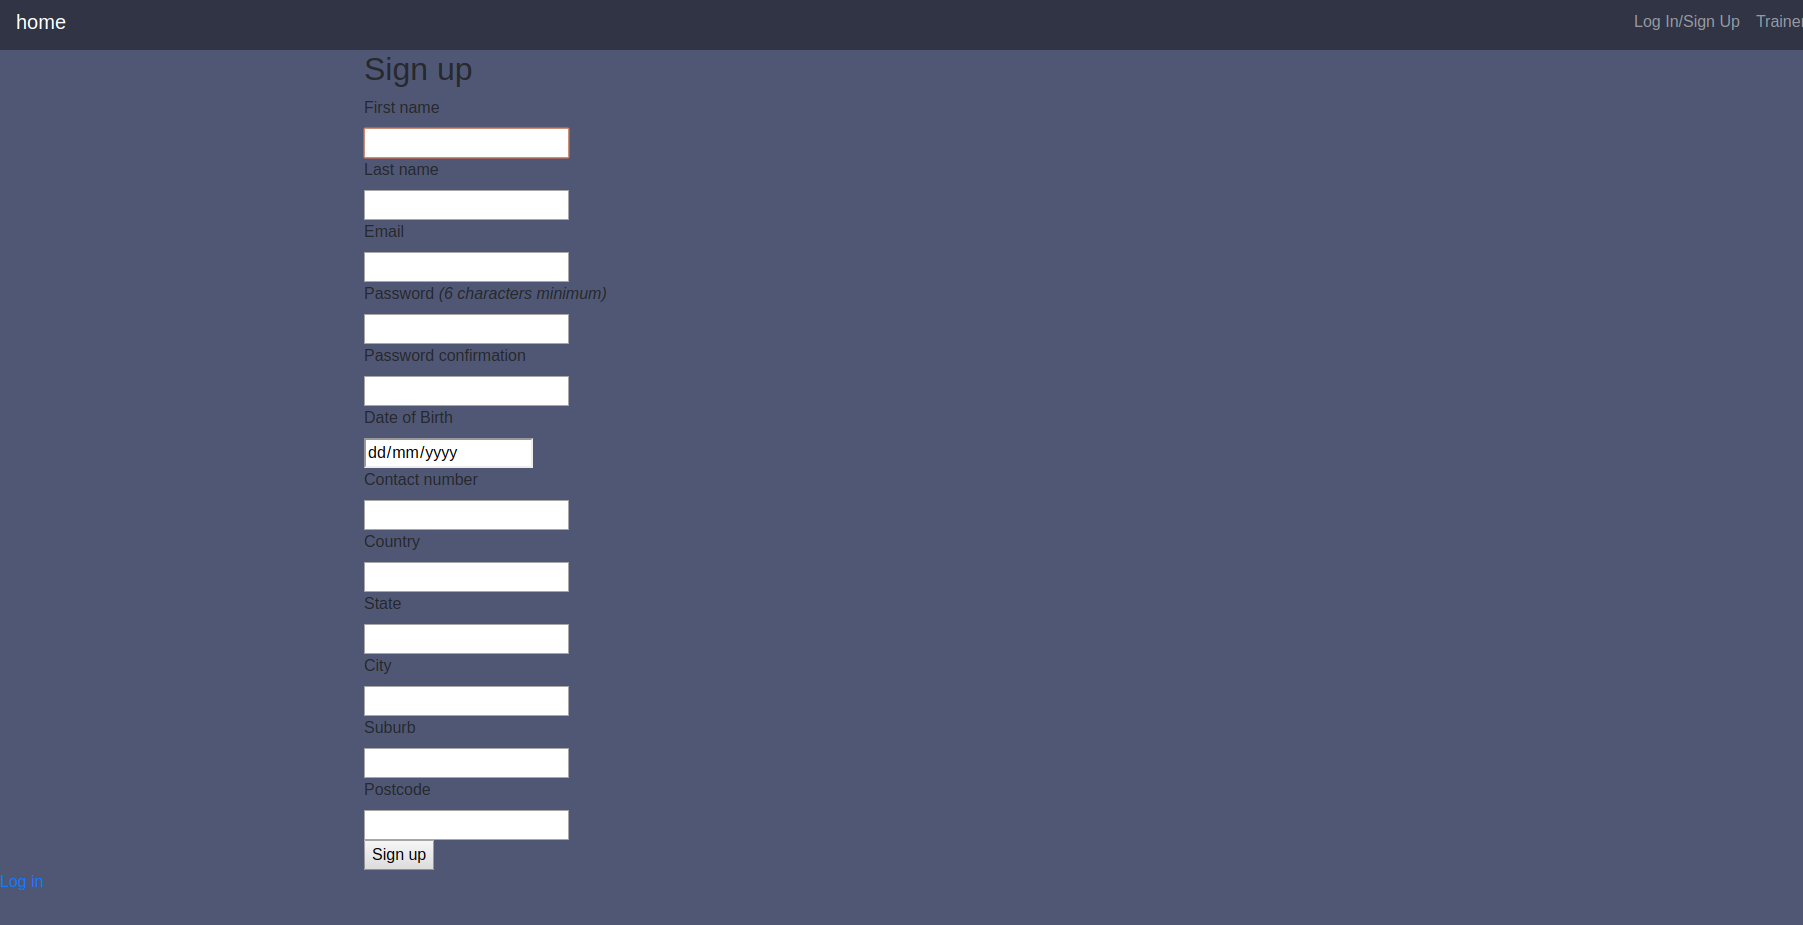 home Log In/Sign Up Trainer
Sign up
First name
Last name
Email
Password (6 characters minimum)
Password confirmation
Date of Birth
dd/mm/yyyy
Contact number
Country
State
City
Suburb
Postcode
Sign up
Log in